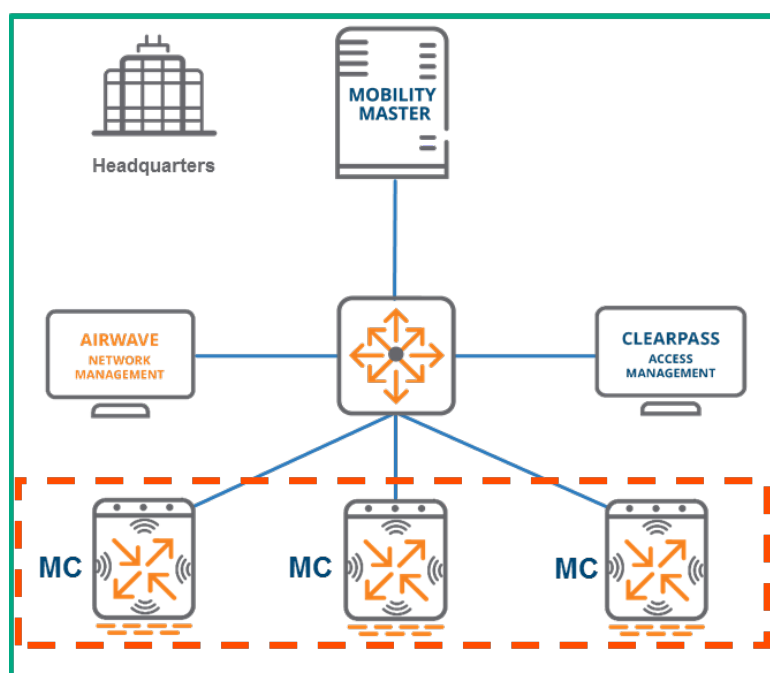 MOBILITY
MASTER
Headquarters
AIRWAVE
NETWORK
MANAGEMENT
CLEARPASS
ACCESS
MANAGEMENT
MC
MC
MC